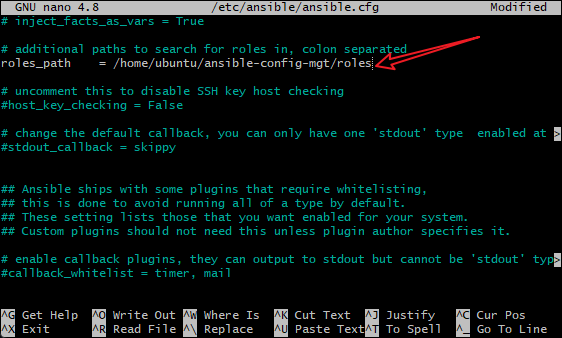 GNU nano 4.8 /etc/ansible/ansible.cfg Modified
# inject_facts_as_vars = True
# additional paths to search for roles in, colon separated
roles_path    = /home/ubuntu/ansible-config-mgt/roles
# uncomment this to disable SSH key host checking
#host_key_checking = False
# change the default callback, you can only have one 'stdout' type  enabled at >
#stdout_callback = skippy
## Ansible ships with some plugins that require whitelisting,
## this is done to avoid running all of a type by default.
## These setting lists those that you want enabled for your system.
## Custom plugins should not need this unless plugin author specifies it.
# enable callback plugins, they can output to stdout but cannot be 'stdout' typ>
#callback_whitelist = timer, mail
^G Get Help  ^O Write Out ^W Where Is  ^K Cut Text  ^J Justify   ^C Cur Pos
^X Exit      ^R Read File ^\ Replace   ^U Paste Text^T To Spell  ^_ Go To Line